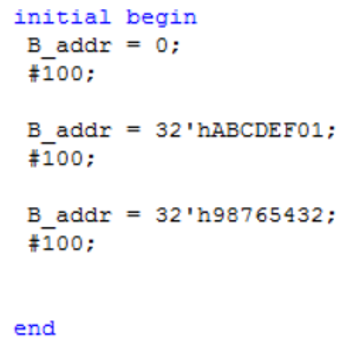 initial begin
B_addr = 0;
#100;
B_addr = 32'hABCDEF01;
#100;
B_addr = 32'h98765432;
#100;
end